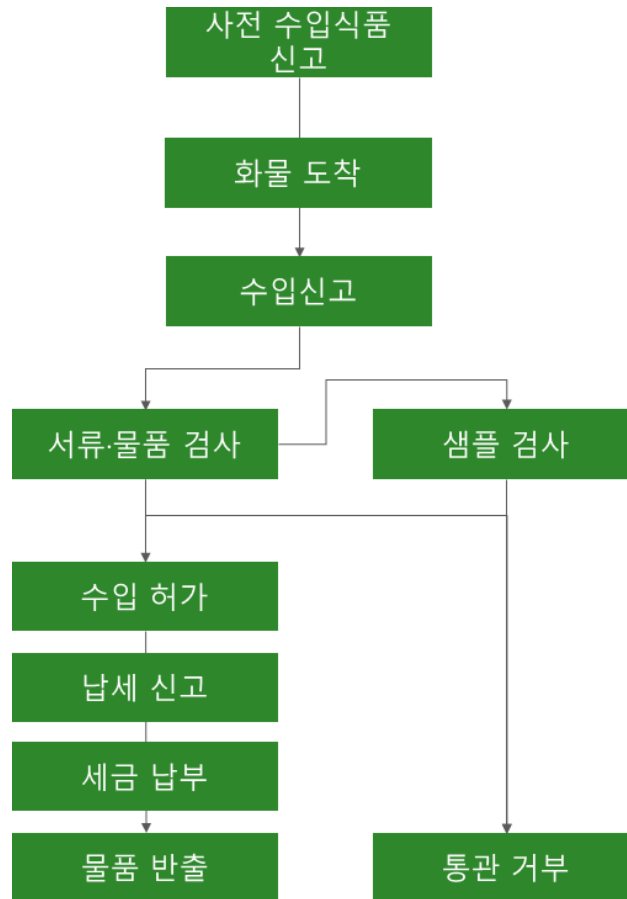 사전 수입식품
신고
화물 도착
수입신고
서류·물품 검사
샘플 검사
수입 허가
납세 신고
세금 납부
물품 반출
통관 거부